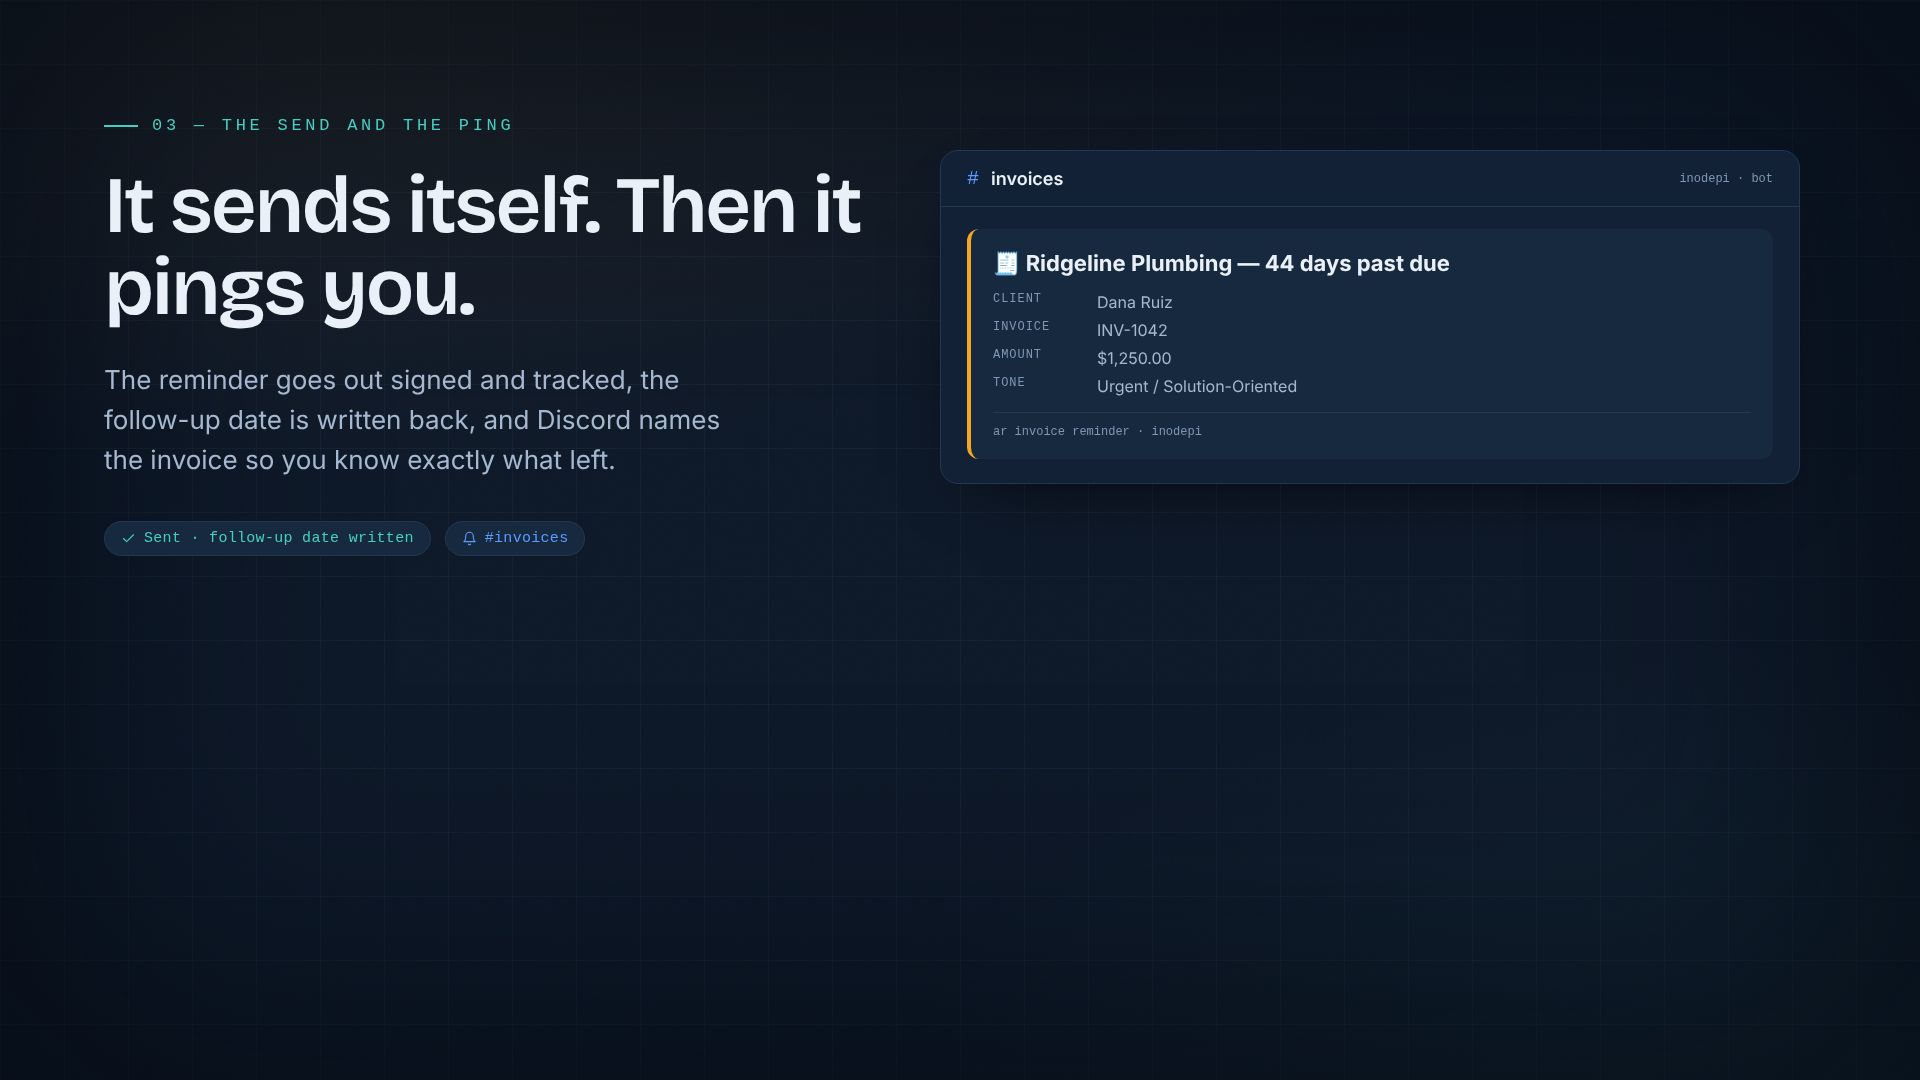 03 — THE SEND AND THE PING
It sends itself. Then it
pings you.
The reminder goes out signed and tracked, the
follow-up date is written back, and Discord names
the invoice so you know exactly what left.
Sent · follow-up date written
#invoices
# invoices
inodepi · bot
🧾 Ridgeline Plumbing — 44 days past due
CLIENT Dana Ruiz
INVOICE INV-1042
AMOUNT $1,250.00
TONE Urgent / Solution-Oriented
ar invoice reminder · inodepi